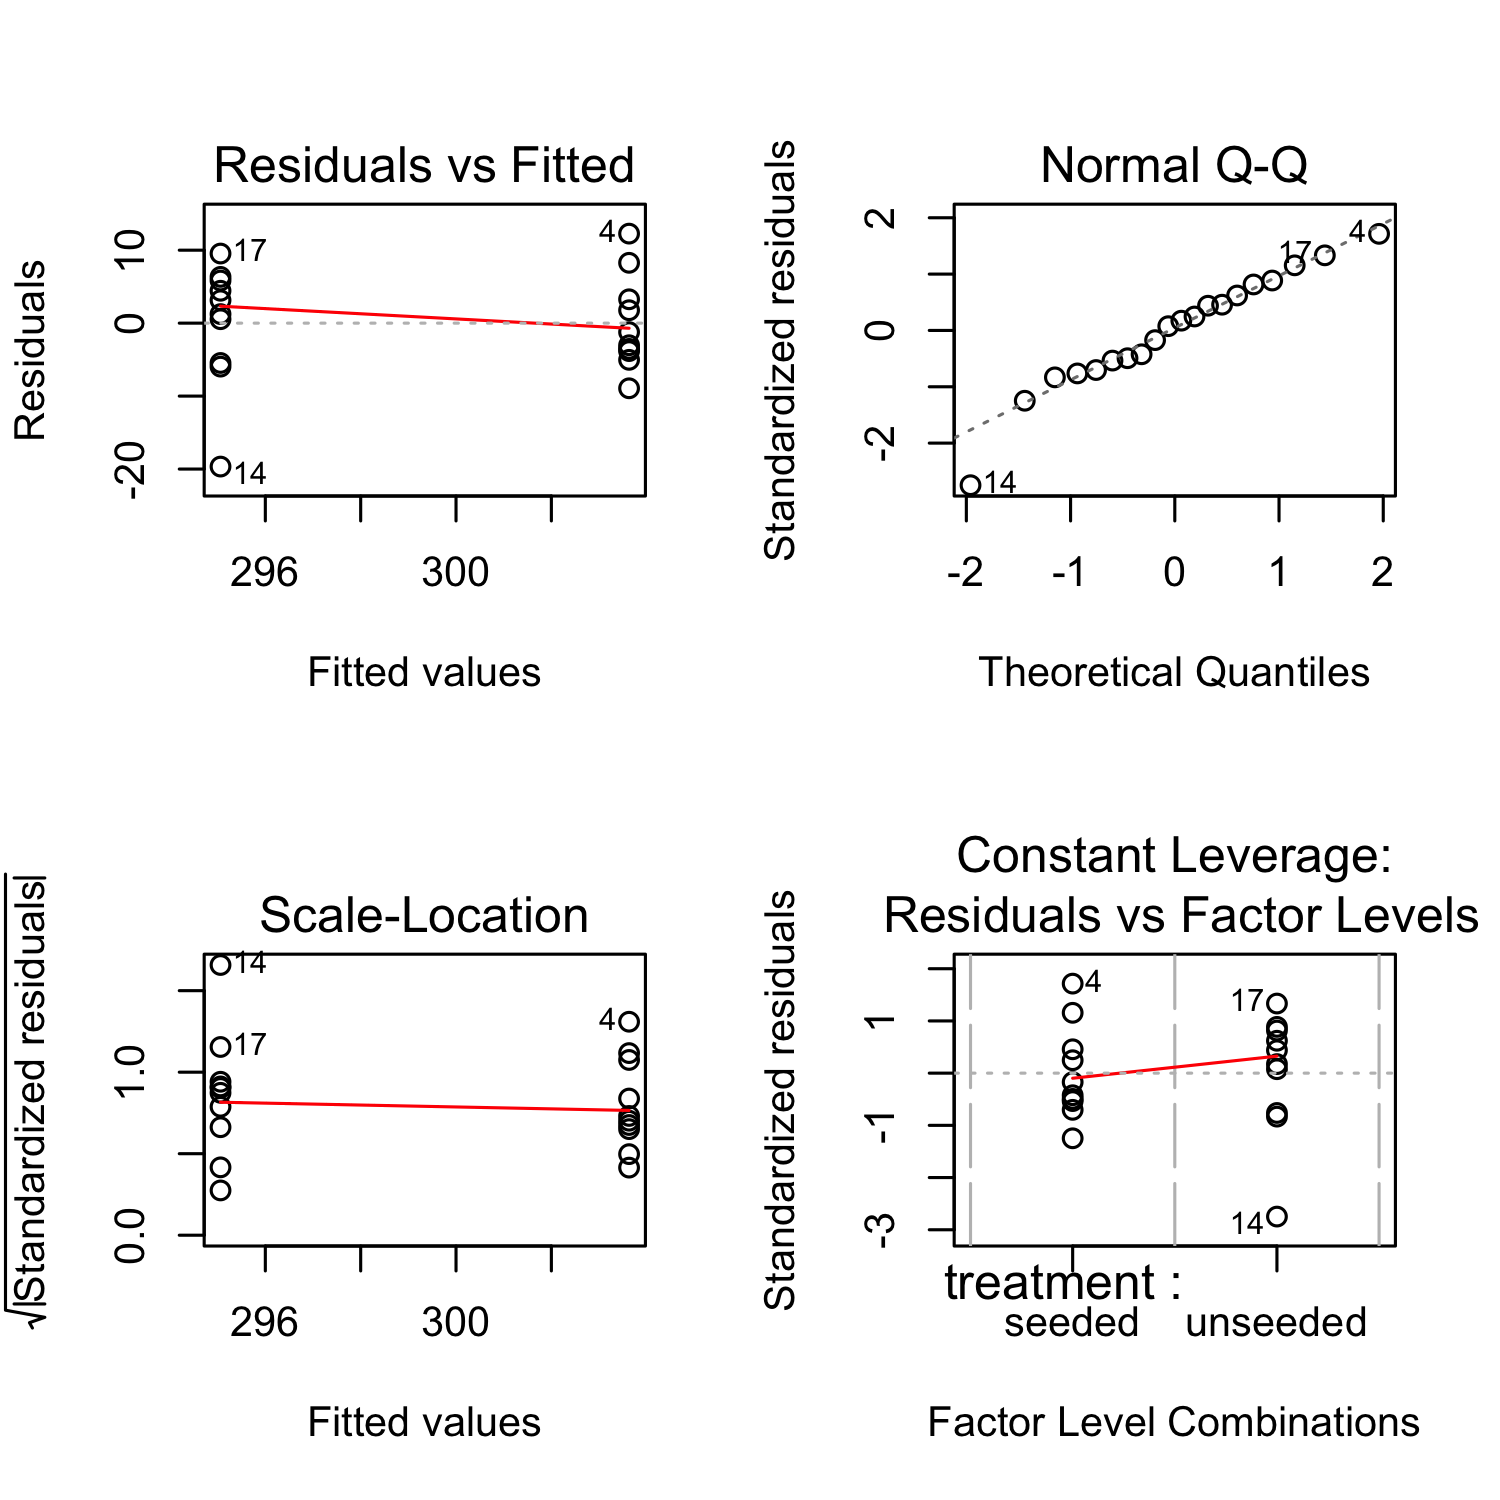 Residuals vs Fitted
Residuals
10
0
-20
17
4
14
296
300
Fitted values
Normal Q-Q
Standardized residuals
2
0
-2
17
4
14
-2
-1
0
1
2
Theoretical Quantiles
Scale-Location
√|Standardized residuals|
1.0
0.0
14
17
4
296
300
Fitted values
Constant Leverage:
Residuals vs Factor Levels
Standardized residuals
1
-1
-3
4
17
14
treatment :
seeded
unseeded
Factor Level Combinations